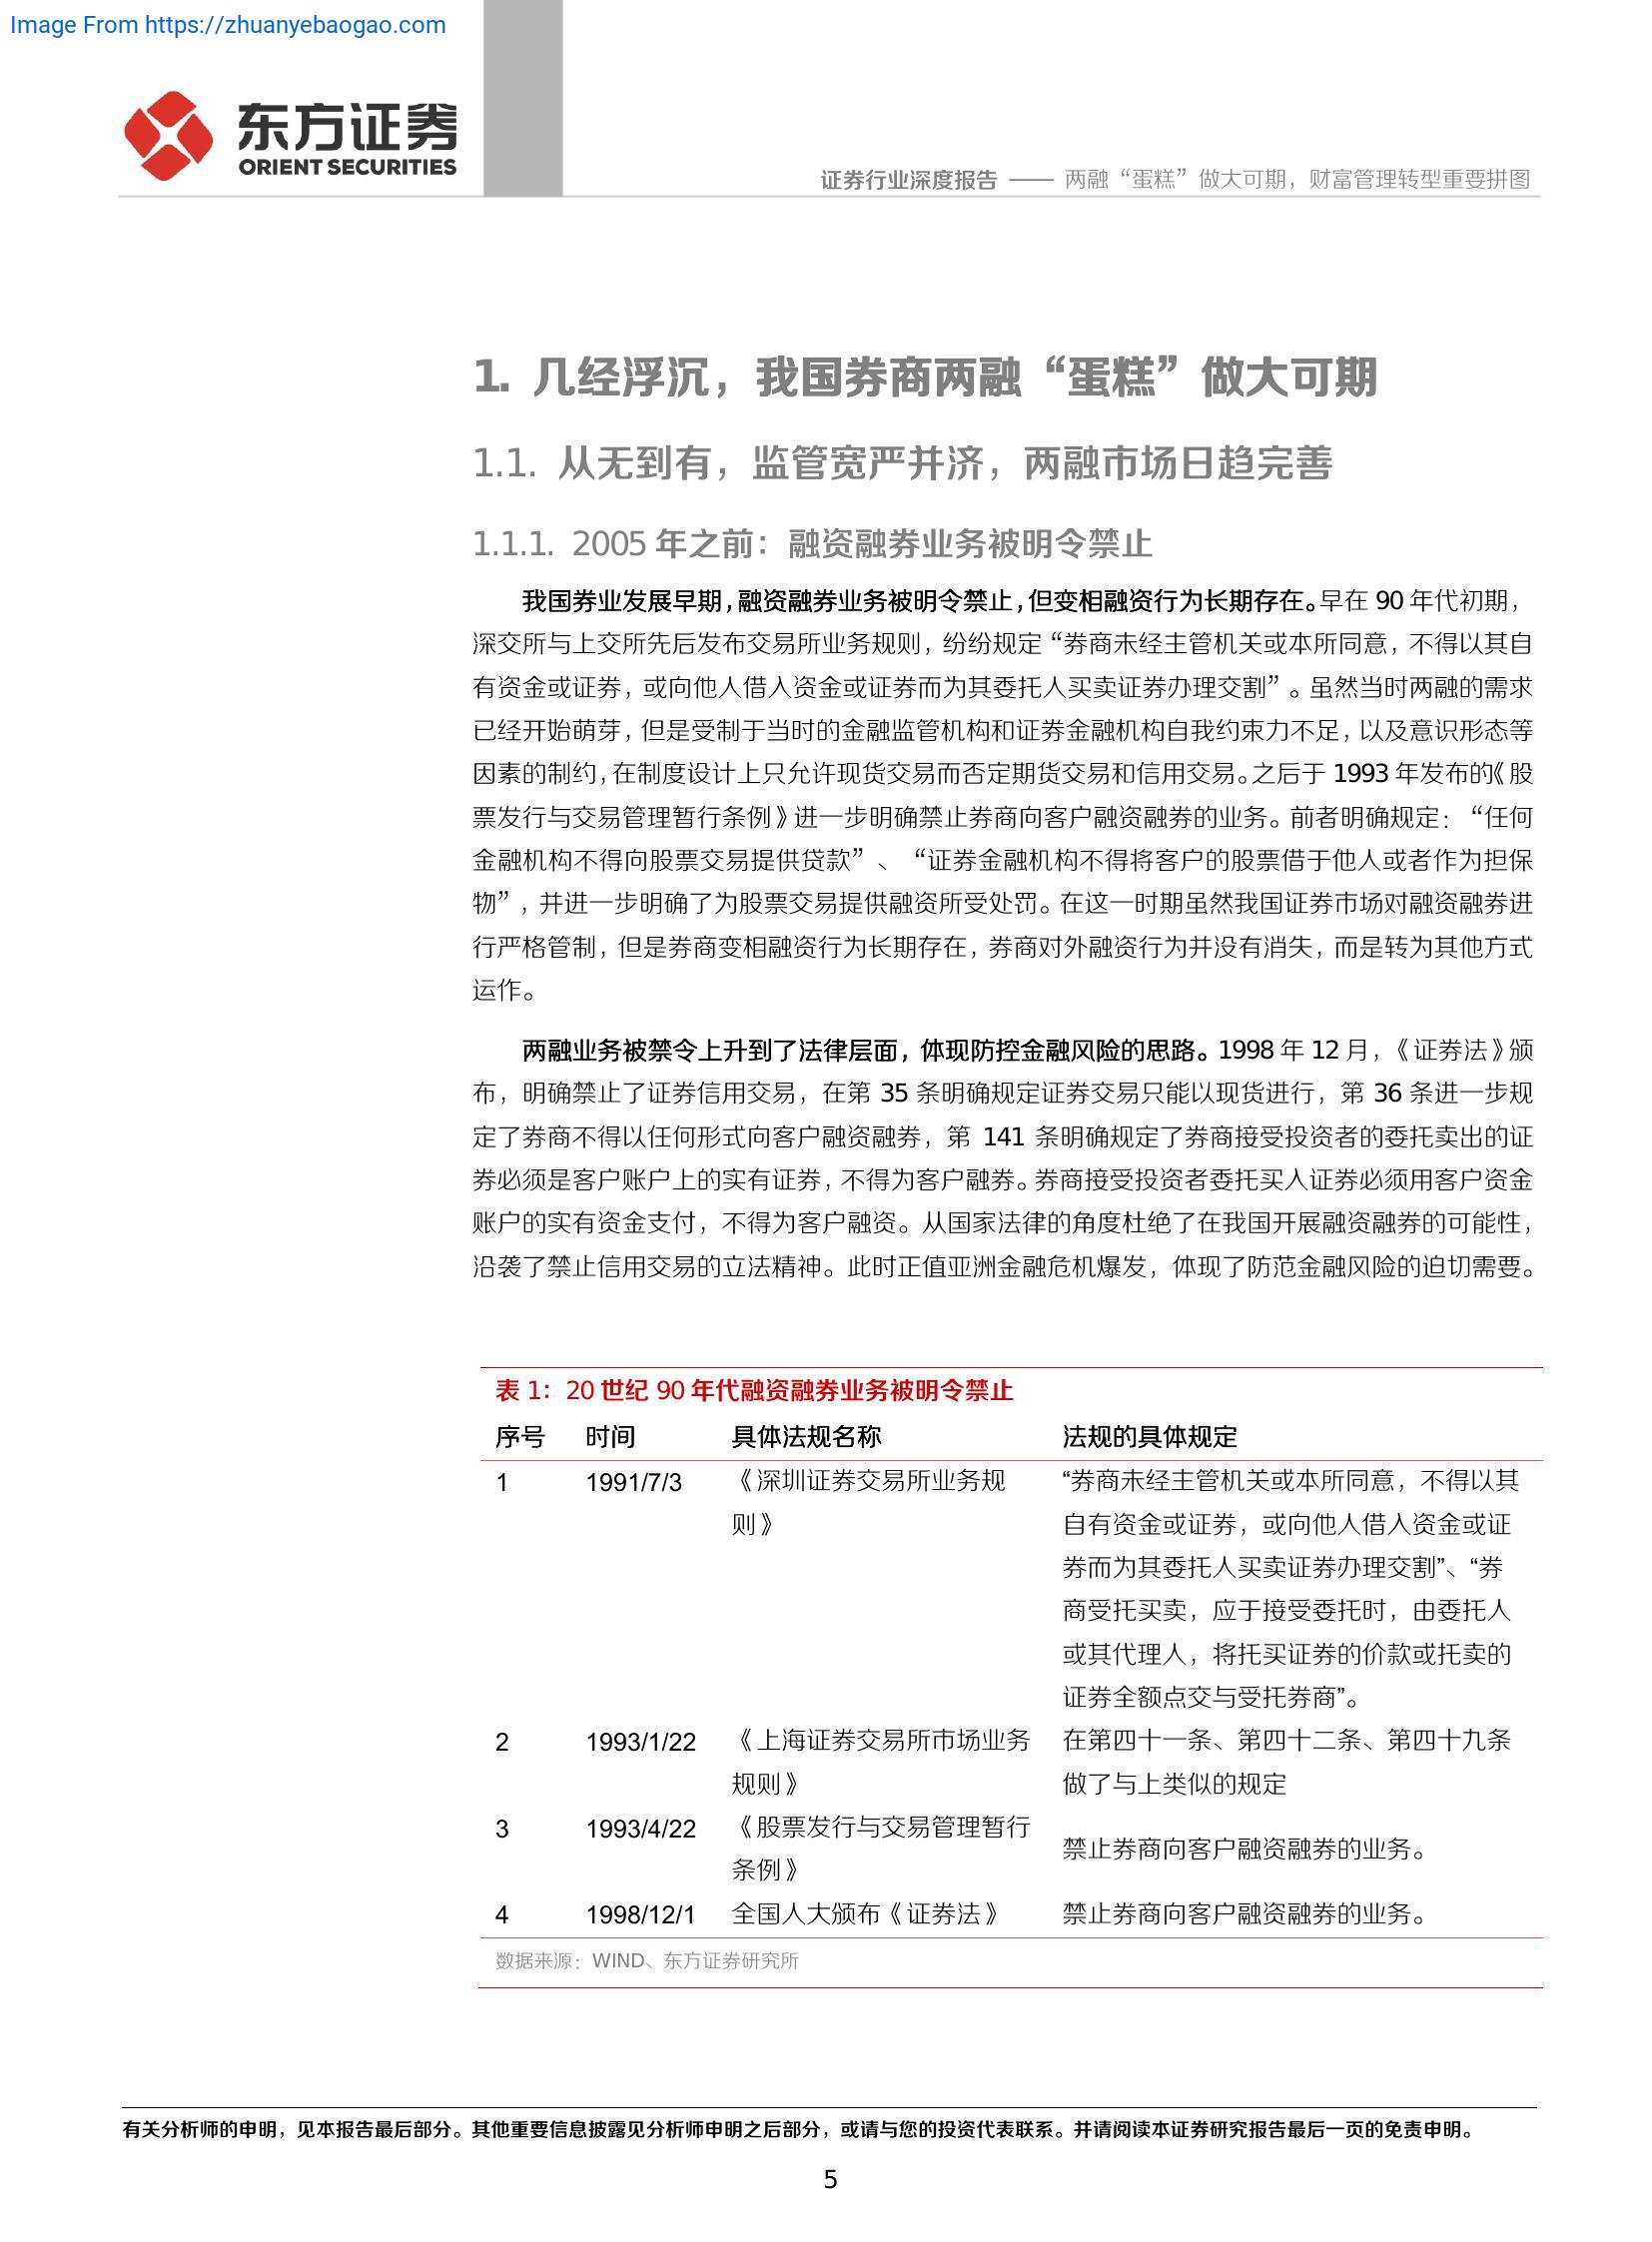 Image From https://zhuanyebaogao.com
东方证券
ORIENT SECURITIES
证券行业深度报告 —— 两融“蛋糕”做大可期，财富管理转型重要拼图
1. 几经浮沉，我国券商两融“蛋糕”做大可期
1.1. 从无到有，监管宽严并济，两融市场日趋完善
1.1.1. 2005 年之前：融资融券业务被明令禁止
我国券业发展早期，融资融券业务被明令禁止，但变相融资行为长期存在。早在 90 年代初期，
深交所与上交所先后发布交易所业务规则，纷纷规定“券商未经主管机关或本所同意，不得以其自
有资金或证券，或向他人借入资金或证券而为其委托人买卖证券办理交割”。虽然当时两融的需求
已经开始萌芽，但是受制于当时的金融监管机构和证券金融机构自我约束力不足，以及意识形态等
因素的制约，在制度设计上只允许现货交易而否定期货交易和信用交易。之后于 1993 年发布的《股
票发行与交易管理暂行条例》进一步明确禁止券商向客户融资融券的业务。前者明确规定：“任何
金融机构不得向股票交易提供贷款”、“证券金融机构不得将客户的股票借于他人或者作为担保
物”，并进一步明确了为股票交易提供融资所受处罚。在这一时期虽然我国证券市场对融资融券进
行严格管制，但是券商变相融资行为长期存在，券商对外融资行为并没有消失，而是转为其他方式
运作。
两融业务被禁令上升到了法律层面，体现防控金融风险的思路。1998 年 12 月，《证券法》颁
布，明确禁止了证券信用交易，在第 35 条明确规定证券交易只能以现货进行，第 36 条进一步规
定了券商不得以任何形式向客户融资融券，第 141 条明确规定了券商接受投资者的委托卖出的证
券必须是客户账户上的实有证券，不得为客户融券。券商接受投资者委托买入证券必须用客户资金
账户的实有资金支付，不得为客户融资。从国家法律的角度杜绝了在我国开展融资融券的可能性，
沿袭了禁止信用交易的立法精神。此时正值亚洲金融危机爆发，体现了防范金融风险的迫切需要。
表 1：20 世纪 90 年代融资融券业务被明令禁止
序号 时间 具体法规名称 法规的具体规定
1 1991/7/3 《深圳证券交易所业务规 “券商未经主管机关或本所同意，不得以其
则》 自有资金或证券，或向他人借入资金或证
券而为其委托人买卖证券办理交割”、“券
商受托买卖，应于接受委托时，由委托人
或其代理人，将托买证券的价款或托卖的
证券全额点交与受托券商”。
2 1993/1/22 《上海证券交易所市场业务 在第四十一条、第四十二条、第四十九条
规则》 做了与上类似的规定
3 1993/4/22 《股票发行与交易管理暂行
条例》 禁止券商向客户融资融券的业务。
4 1998/12/1 全国人大颁布《证券法》 禁止券商向客户融资融券的业务。
数据来源：WIND、东方证券研究所
有关分析师的申明，见本报告最后部分。其他重要信息披露见分析师申明之后部分，或请与您的投资代表联系。并请阅读本证券研究报告最后一页的免责申明。
5